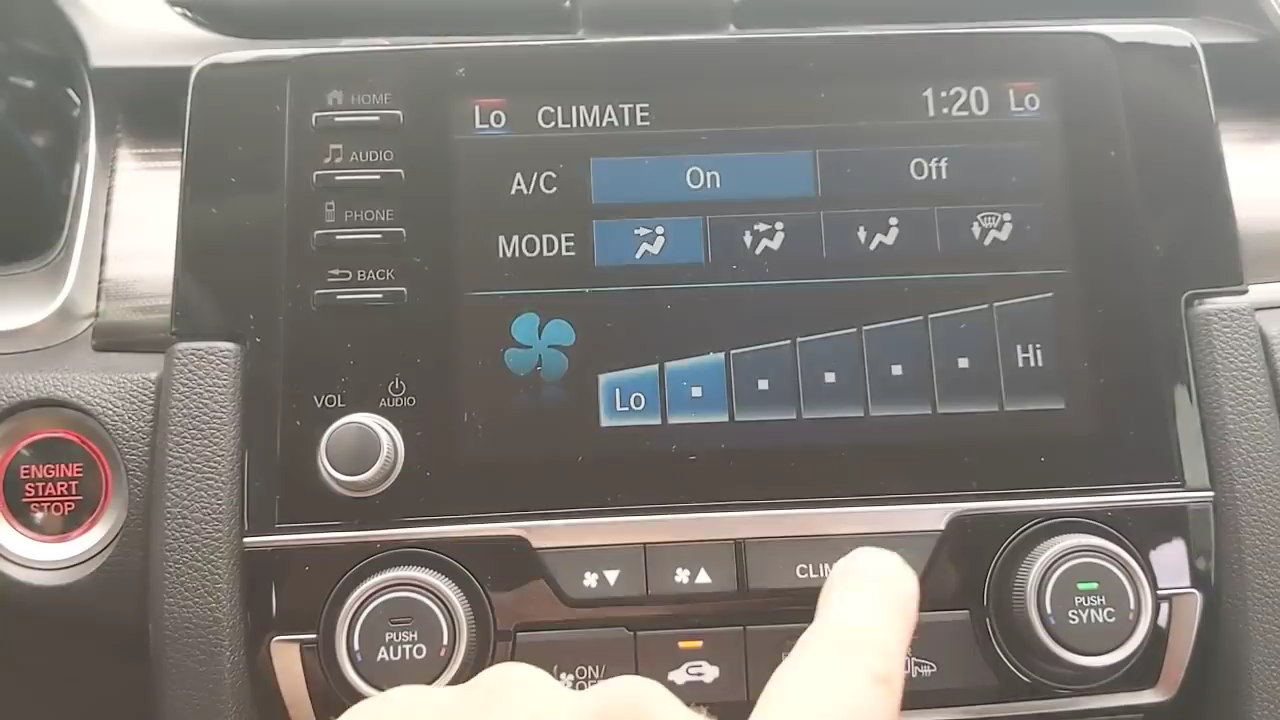 HOME
AUDIO
PHONE
BACK
VOL
AUDIO
Lo CLIMATE 1:20 Lo
A/C On Off
MODE
Lo Hi
ENGINE
START
STOP
PUSH
AUTO
ON/
PUSH
SYNC